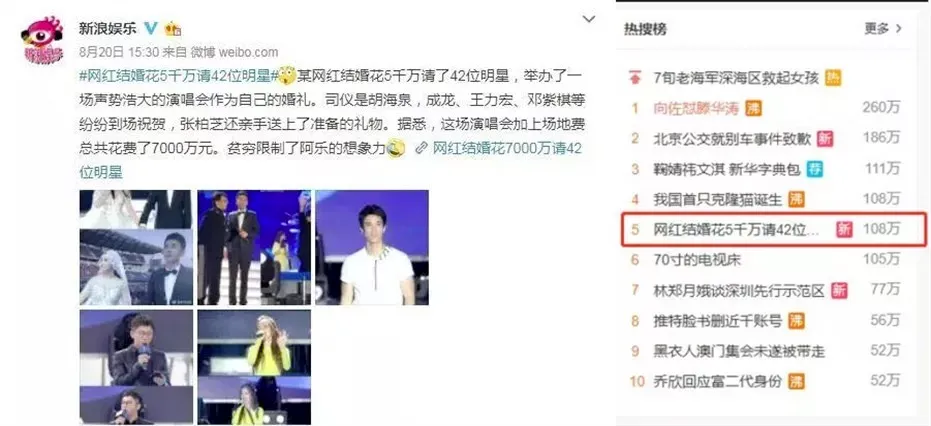 新浪娱乐
8月20日 15:30 来自 微博 weibo.com
#网红结婚花5千万请42位明星#某网红结婚花5千万请了42位明星，举办了一
场声势浩大的演唱会作为自己的婚礼。司仪是胡海泉，成龙、王力宏、邓紫棋等
纷纷到场祝贺，张柏芝还亲手送上了准备的礼物。据悉，这场演唱会加上场地费
总共花费了7000万元。贫穷限制了阿乐的想象力 网红结婚花7000万请42
位明星
热搜榜
更多 >
7旬老海军深海区救起女孩 热
1 向佐怼滕华涛 沸 260万
2 北京公交就别车事件致歉 新 186万
3 鞠婧祎文淇 新华字典包 荐 111万
4 我国首只克隆猫诞生 沸 108万
5 网红结婚花5千万请42位... 新 108万
6 70寸的电视床 105万
7 林郑月娥谈深圳先行示范区 新 77万
8 推特脸书删近千账号 沸 56万
9 黑衣人澳门集会未遂被带走 52万
10 乔欣回应富二代身份 沸 52万